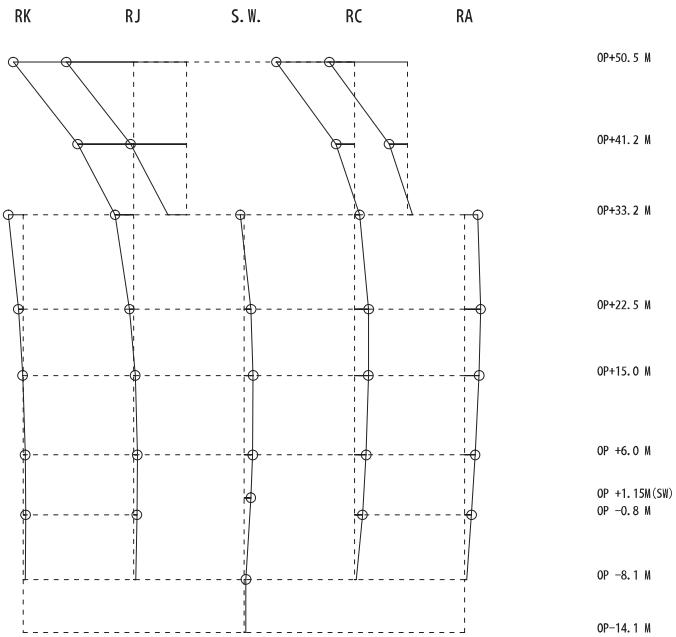 RK RJ S.W. RC RA
OP+50.5 M
OP+41.2 M
OP+33.2 M
OP+22.5 M
OP+15.0 M
OP +6.0 M
OP +1.15M(SW)
OP -0.8 M
OP -8.1 M
OP-14.1 M